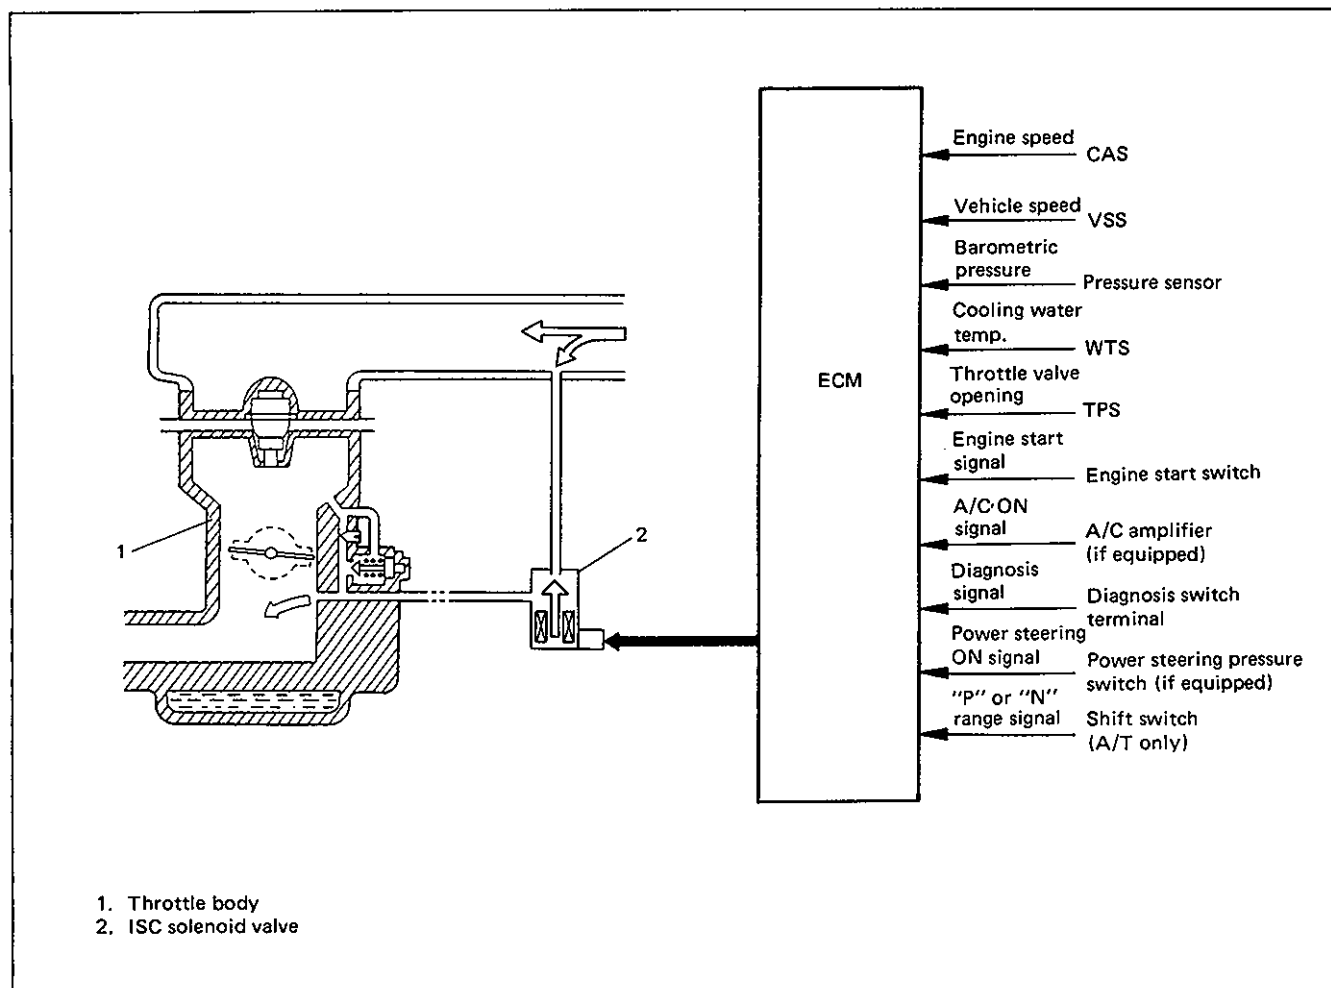 Engine speed
CAS
Vehicle speed
VSS
Barometric
pressure
Pressure sensor
Cooling water
temp.
WTS
ECM
Throttle valve
opening
TPS
Engine start
signal
Engine start switch
A/C·ON
signal
A/C amplifier
(if equipped)
Diagnosis
signal
Diagnosis switch
terminal
Power steering
ON signal
Power steering pressure
switch (if equipped)
"P" or "N"
range signal
Shift switch
(A/T only)
1
2
1. Throttle body
2. ISC solenoid valve